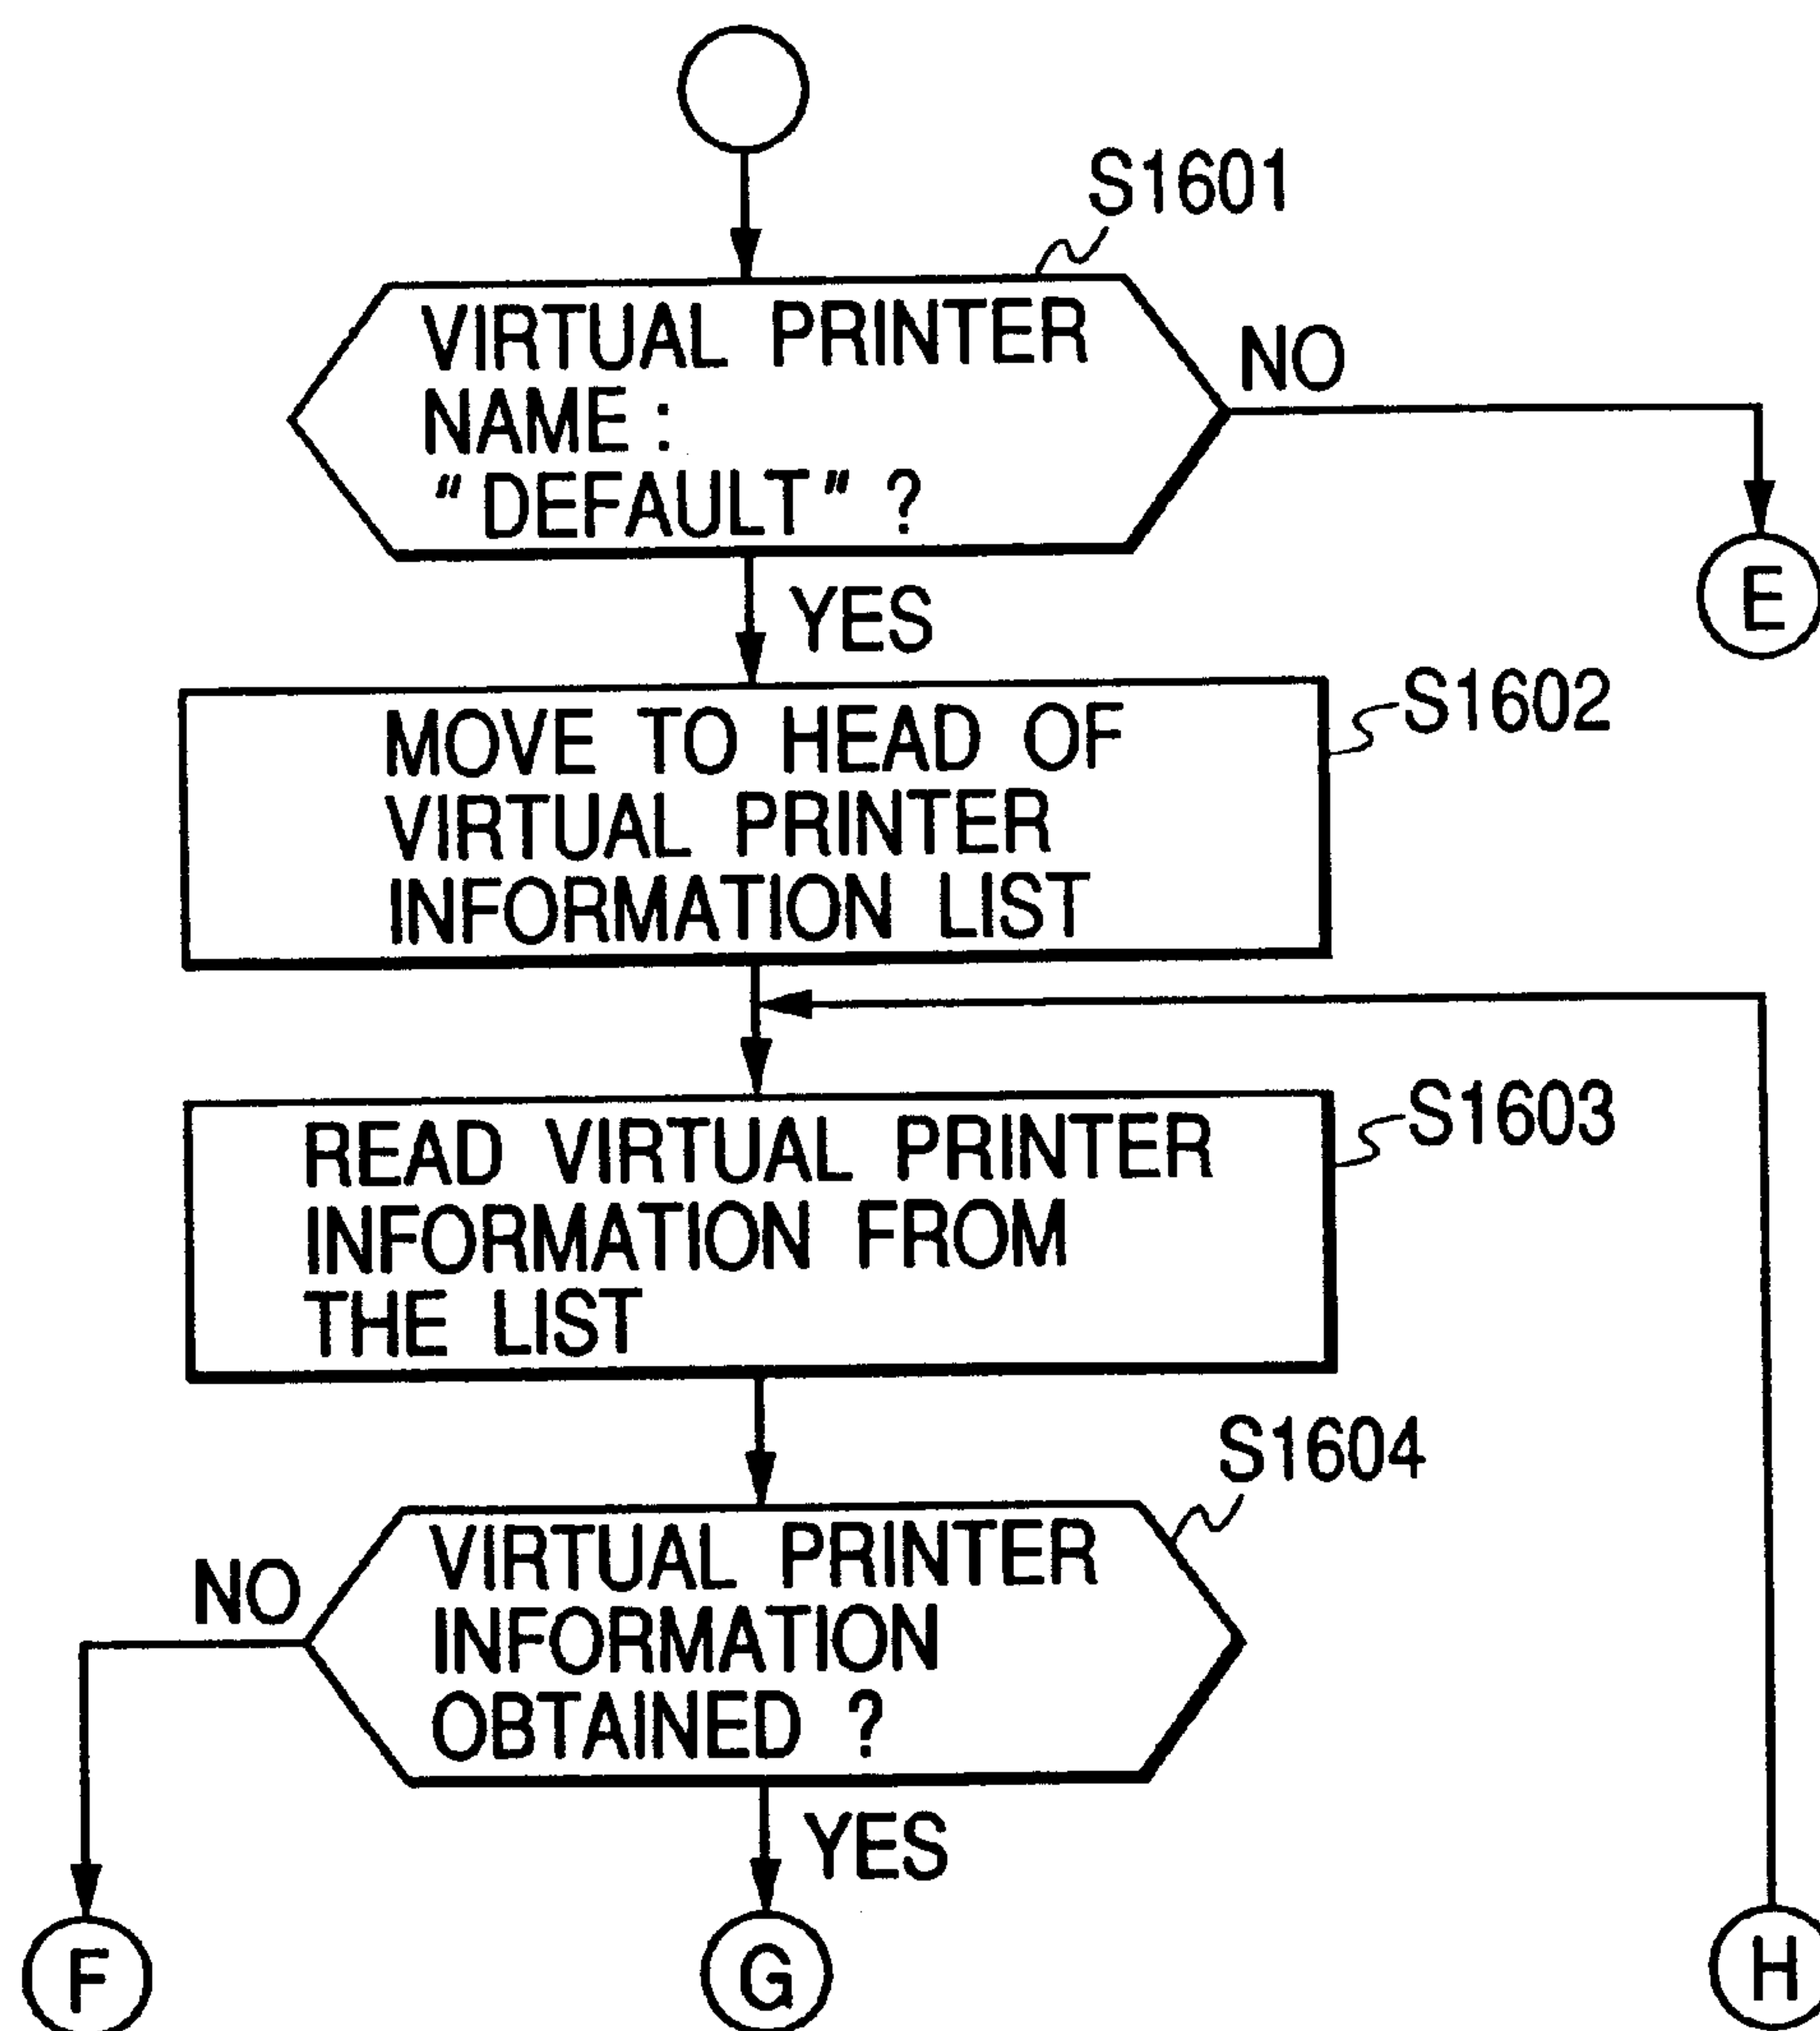 S1601
VIRTUAL PRINTER
NAME :
"DEFAULT" ?
NO
E
YES
S1602
MOVE TO HEAD OF
VIRTUAL PRINTER
INFORMATION LIST
S1603
READ VIRTUAL PRINTER
INFORMATION FROM
THE LIST
S1604
VIRTUAL PRINTER
INFORMATION
OBTAINED ?
NO
YES
F
G
H